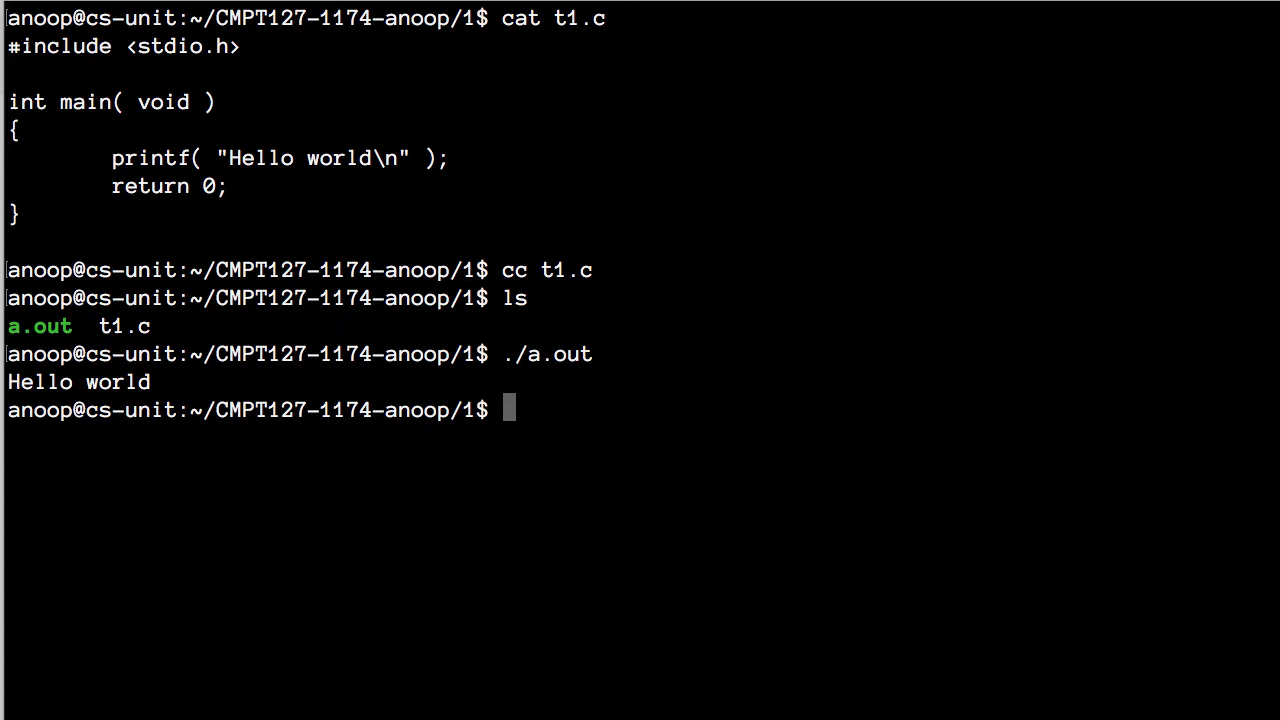 anoop@cs-unit:~/CMPT127-1174-anoop/1$ cat t1.c
#include <stdio.h>
int main( void )
{
        printf( "Hello world\n" );
        return 0;
}
anoop@cs-unit:~/CMPT127-1174-anoop/1$ cc t1.c
anoop@cs-unit:~/CMPT127-1174-anoop/1$ ls
a.out  t1.c
anoop@cs-unit:~/CMPT127-1174-anoop/1$ ./a.out
Hello world
anoop@cs-unit:~/CMPT127-1174-anoop/1$